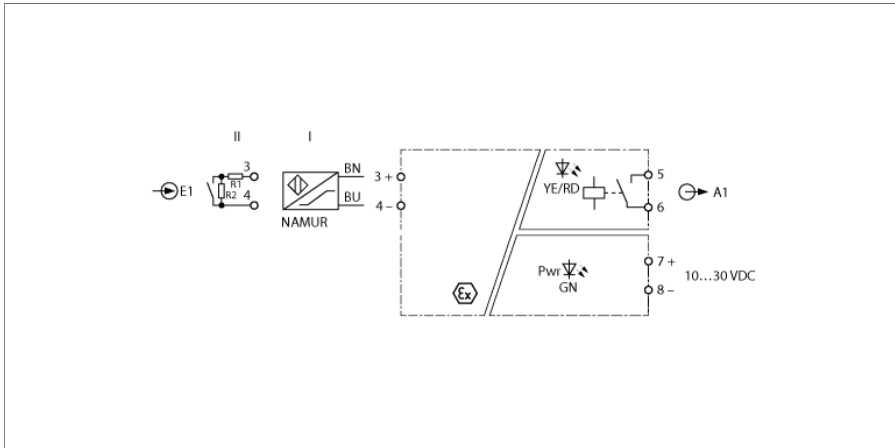 II
I
E1
3
R1
R2
4
NAMUR
BN
BU
3 +
4 –
YE/RD
5
6
A1
Pwr
GN
εx
7 +
8 –
10...30 VDC